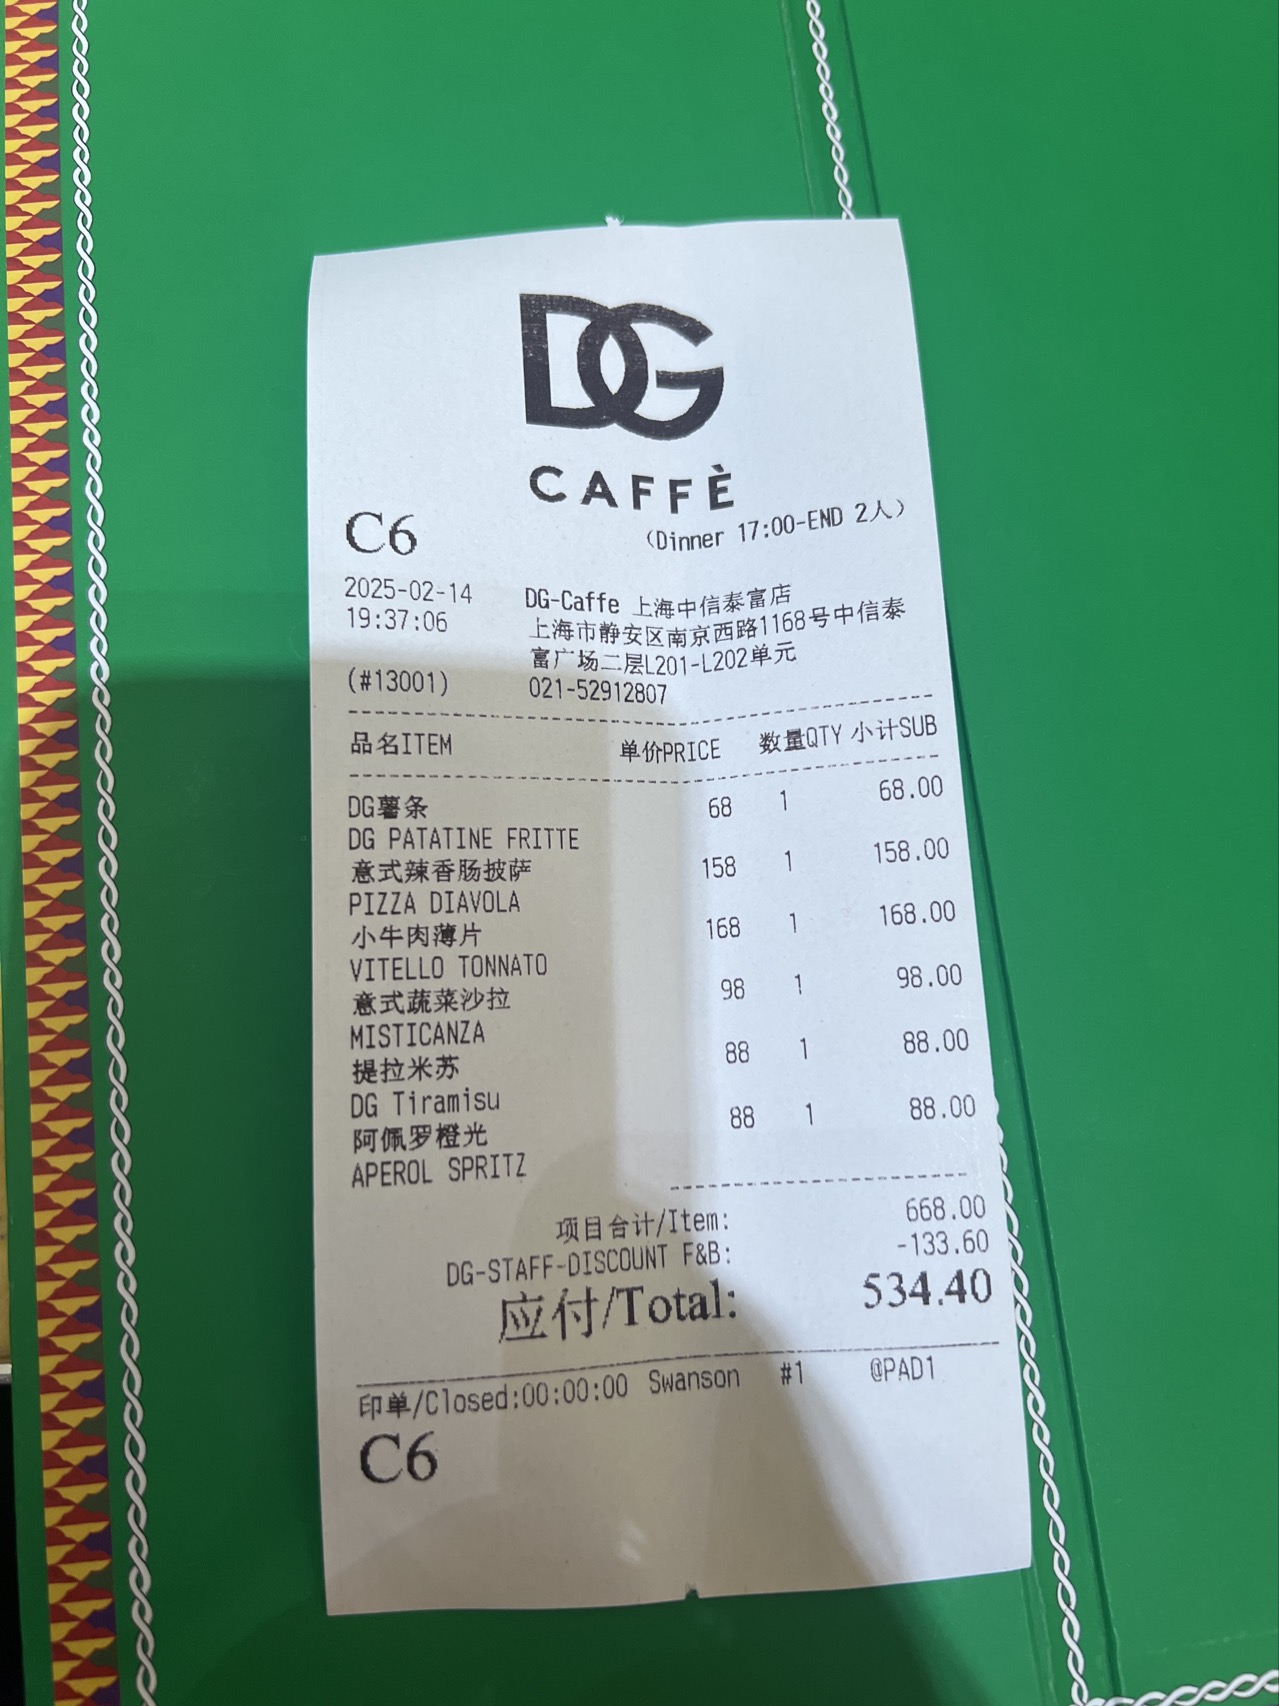 DG
CAFFÈ
C6
(Dinner 17:00-END 2人)
2025-02-14
19:37:06
(#13001)
DG-Caffe 上海中信泰富店
上海市静安区南京西路1168号中信泰
富广场二层L201-L202单元
021-52912807
品名ITEM 单价PRICE 数量QTY 小计SUB
DG薯条 68 1 68.00
DG PATATINE FRITTE
意式辣香肠披萨 158 1 158.00
PIZZA DIAVOLA
小牛肉薄片 168 1 168.00
VITELLO TONNATO
意式蔬菜沙拉 98 1 98.00
MISTICANZA
提拉米苏 88 1 88.00
DG Tiramisu
阿佩罗橙光 88 1 88.00
APEROL SPRITZ
项目合计/Item: 668.00
DG-STAFF-DISCOUNT F&B: -133.60
应付/Total: 534.40
印单/Closed:00:00:00 Swanson #1 @PAD1
C6